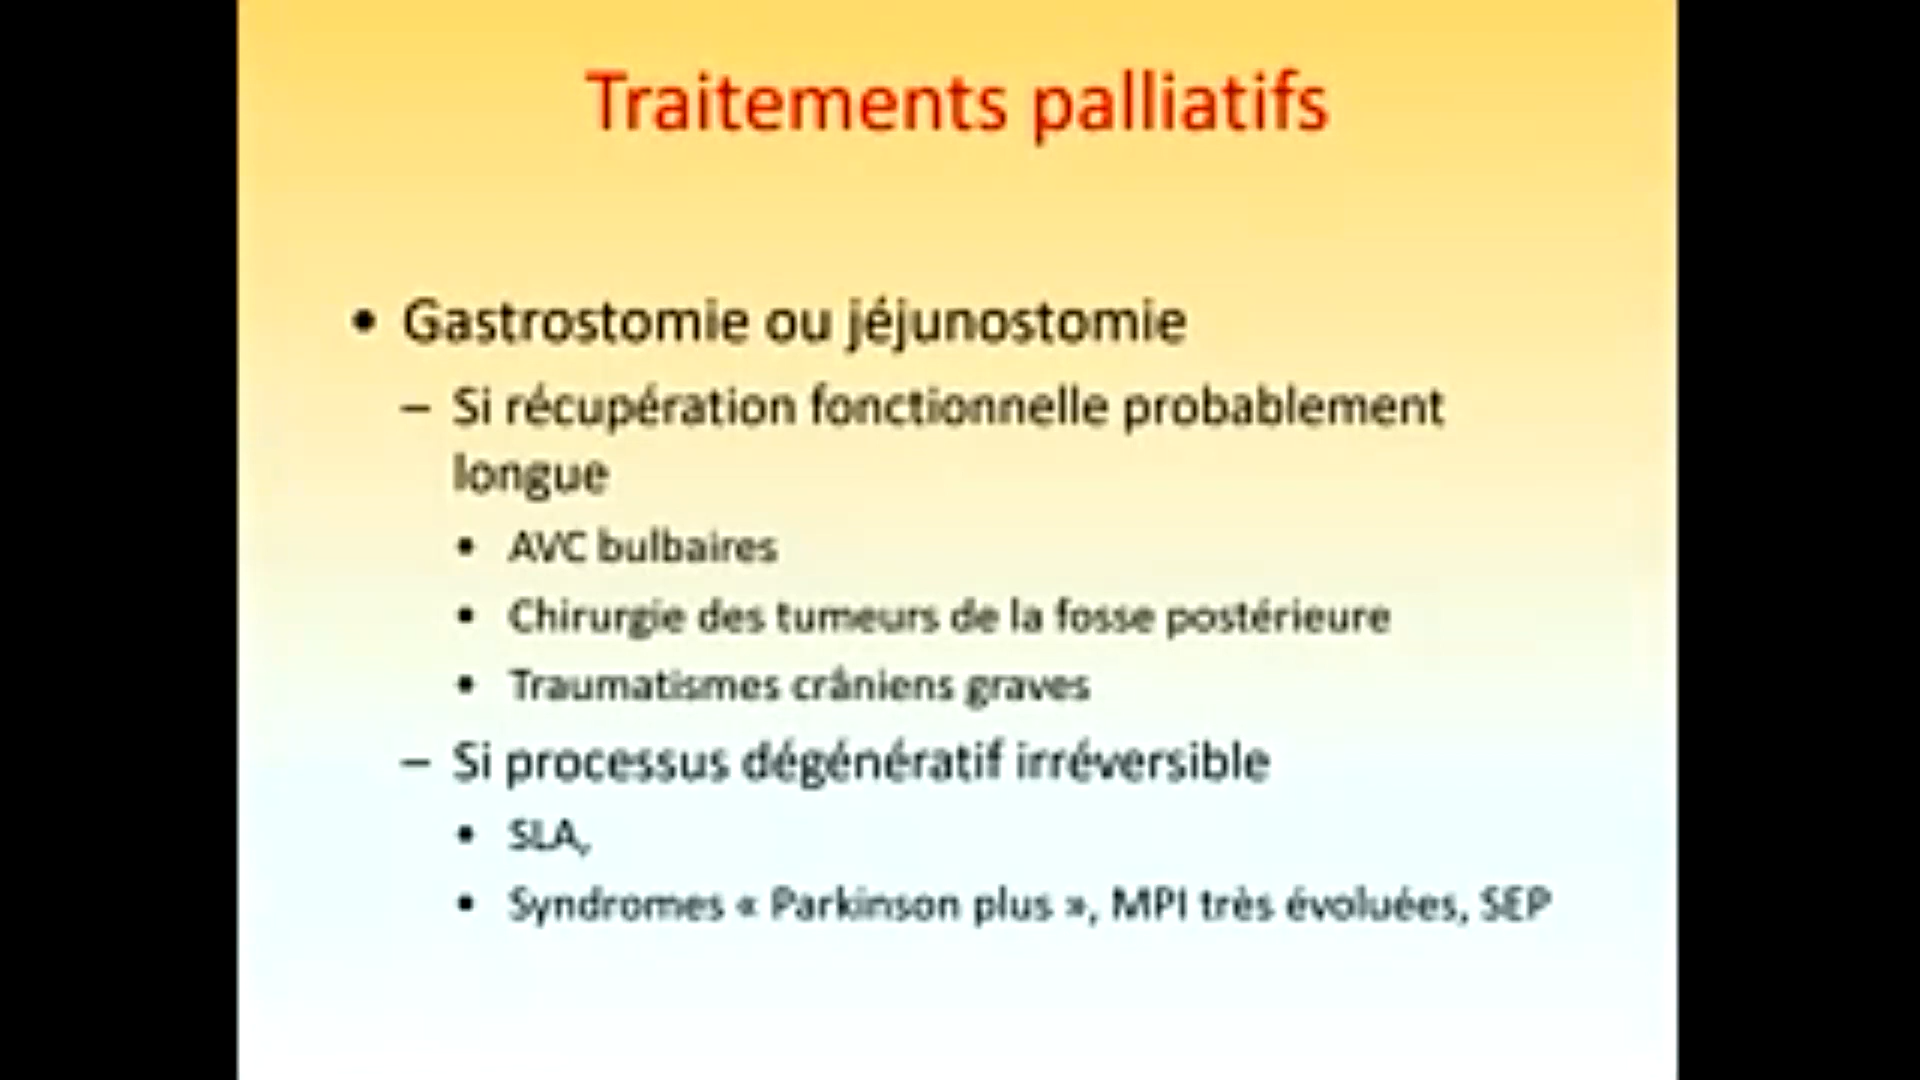 Traitements palliatifs
• Gastrostomie ou jéjunostomie
– Si récupération fonctionnelle probablement
longue
• AVC bulbaires
• Chirurgie des tumeurs de la fosse postérieure
• Traumatismes crâniens graves
– Si processus dégénératif irréversible
• SLA,
• Syndromes « Parkinson plus », MPI très évoluées, SEP